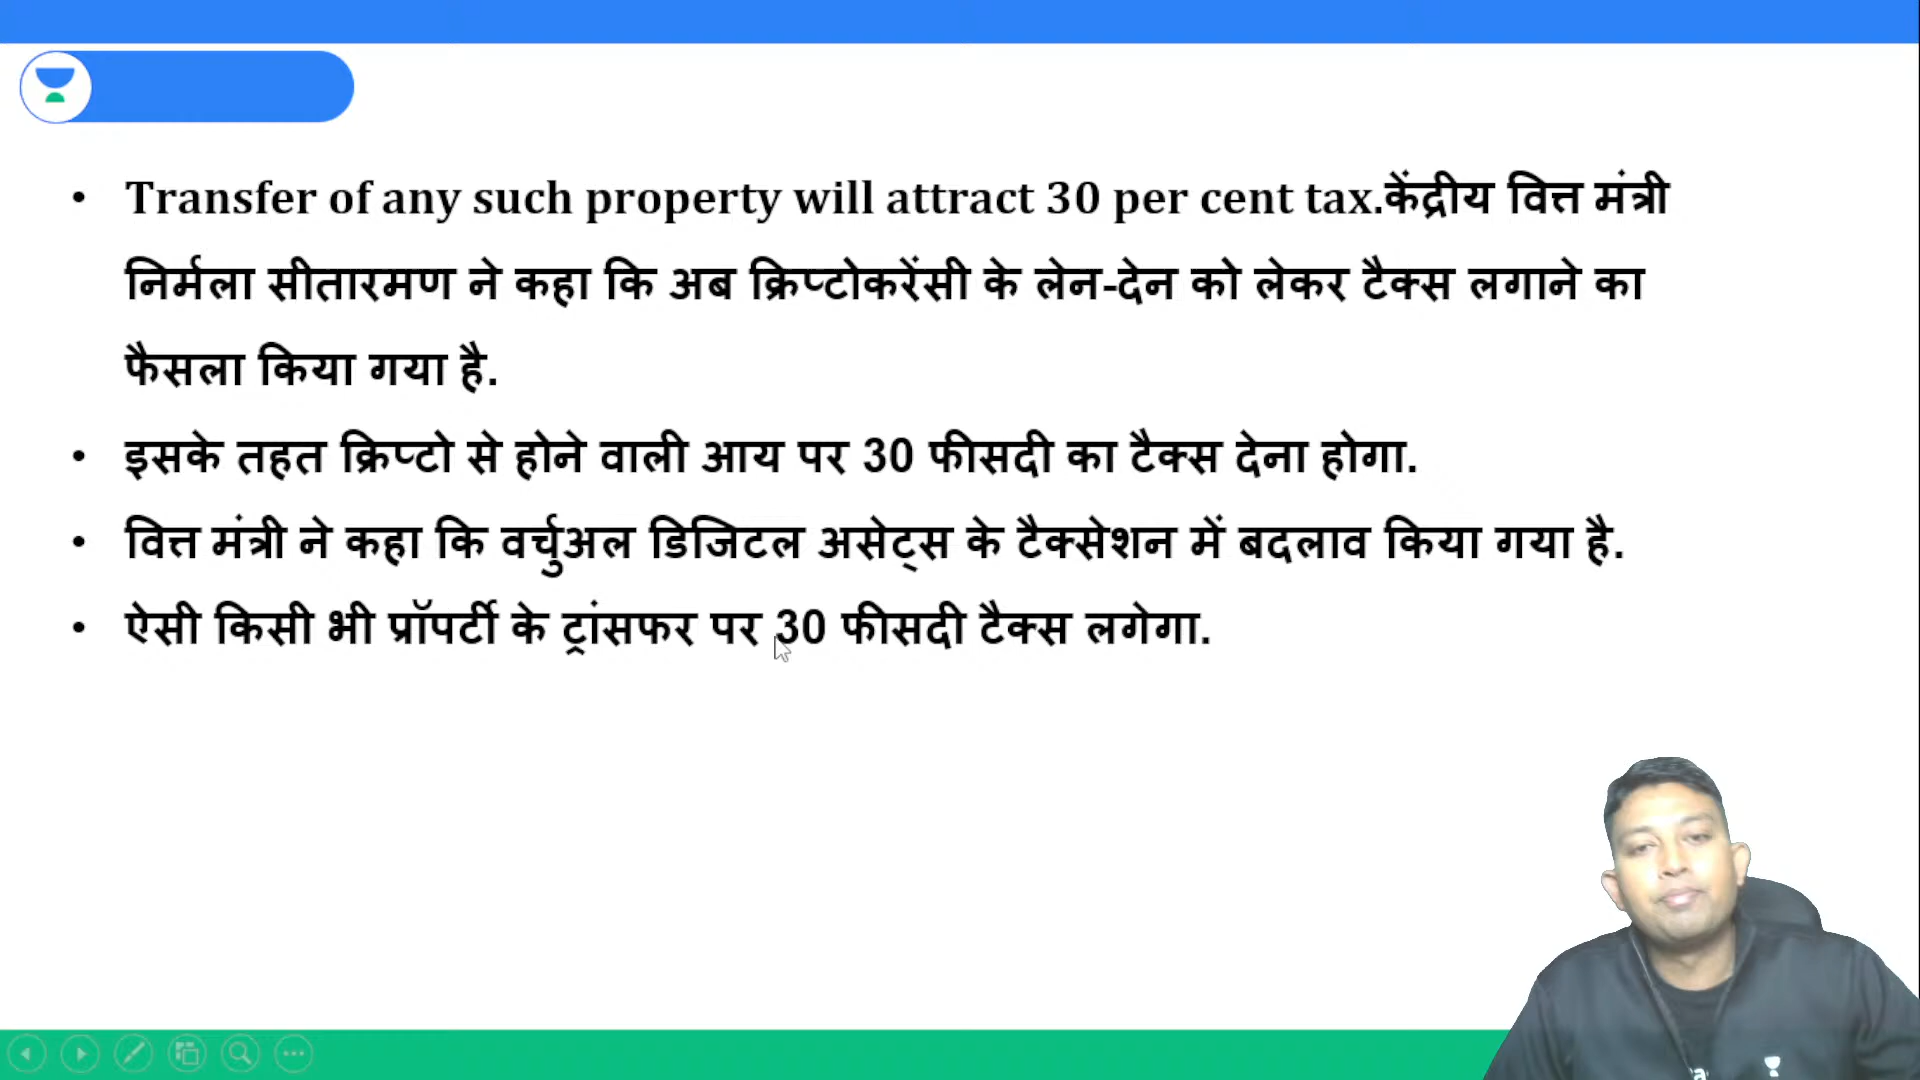 • Transfer of any such property will attract 30 per cent tax.केंद्रीय वित्त मंत्री
निर्मला सीतारमण ने कहा कि अब क्रिप्टोकरेंसी के लेन-देन को लेकर टैक्स लगाने का
फैसला किया गया है.
• इसके तहत क्रिप्टो से होने वाली आय पर 30 फीसदी का टैक्स देना होगा.
• वित्त मंत्री ने कहा कि वर्चुअल डिजिटल असेट्स के टैक्सेशन में बदलाव किया गया है.
• ऐसी किसी भी प्रॉपर्टी के ट्रांसफर पर 30 फीसदी टैक्स लगेगा.